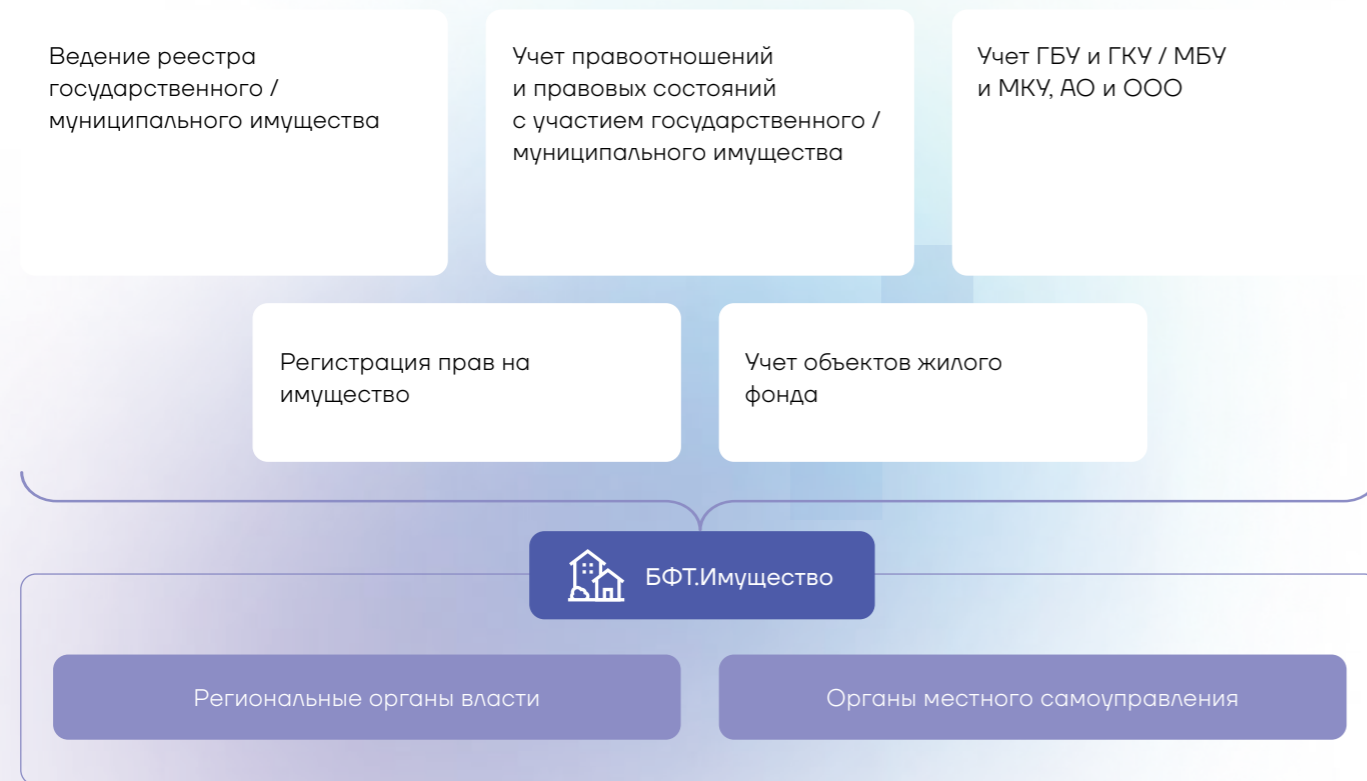 Ведение реестра
государственного /
муниципального имущества
Учет правоотношений
и правовых состояний
с участием государственного /
муниципального имущества
Учет ГБУ и ГКУ / МБУ
и МКУ, АО и ООО
Регистрация прав на
имущество
Учет объектов жилого
фонда
БФТ.Имущество
Региональные органы власти
Органы местного самоуправления